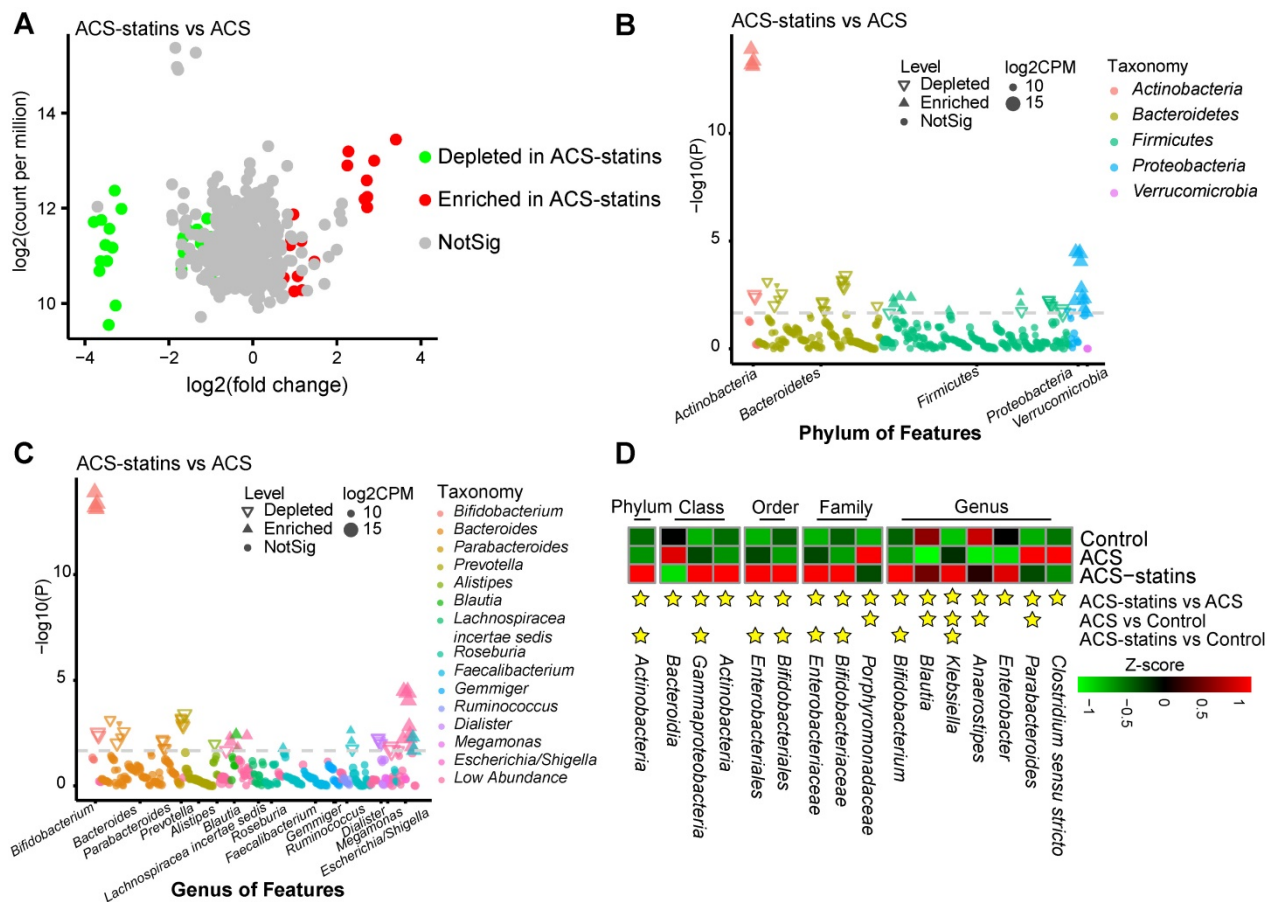 A
ACS-statins vs ACS
log2(count per million)
14
12
10
−4
−2
0
2
4
log2(fold change)
Depleted in ACS-statins
Enriched in ACS-statins
NotSig
B
ACS-statins vs ACS
−log10(P)
10
5
0
Level
Depleted
Enriched
NotSig
log2CPM
10
15
Taxonomy
Actinobacteria
Bacteroidetes
Firmicutes
Proteobacteria
Verrucomicrobia
Actinobacteria
Bacteroidetes
Firmicutes
Proteobacteria
Verrucomicrobia
Phylum of Features
C
ACS-statins vs ACS
−log10(P)
10
5
0
Level
Depleted
Enriched
NotSig
log2CPM
10
15
Taxonomy
Bifidobacterium
Bacteroides
Parabacteroides
Prevotella
Alistipes
Blautia
Lachnospiracea
incertae sedis
Roseburia
Faecalibacterium
Gemmiger
Ruminococcus
Dialister
Megamonas
Escherichia/Shigella
Low Abundance
Bifidobacterium
Bacteroides
Parabacteroides
Prevotella
Alistipes
Blautia
Lachnospiracea incertae sedis
Roseburia
Faecalibacterium
Gemmiger
Ruminococcus
Dialister
Megamonas
Escherichia/Shigella
Genus of Features
D
Phylum Class Order Family Genus
Control
ACS
ACS−statins
ACS-statins vs ACS
ACS vs Control
ACS-statins vs Control
Actinobacteria
Bacteroidia
Gammaproteobacteria
Actinobacteria
Enterobacteriales
Bifidobacteriales
Enterobacteriaceae
Bifidobacteriaceae
Porphyromonadaceae
Bifidobacterium
Blautia
Klebsiella
Anaerostipes
Enterobacter
Parabacteroides
Clostridium sensu stricto
Z-score
−1
−0.5
0
0.5
1